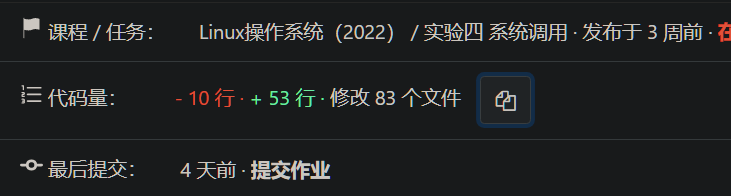 课程 / 任务： Linux操作系统（2022） / 实验四 系统调用 · 发布于 3 周前 · 在
代码量： - 10 行 · + 53 行 · 修改 83 个文件
最后提交： 4 天前 · 提交作业